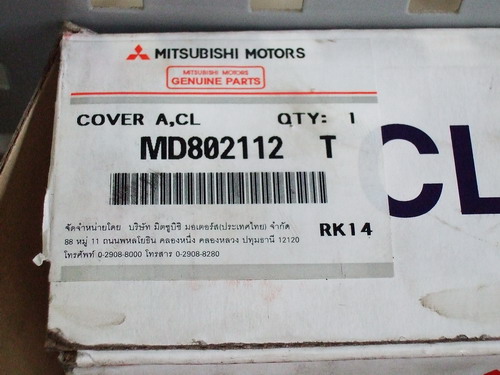 MITSUBISHI MOTORS
MITSUBISHI MOTORS
GENUINE PARTS
COVER A,CL QTY: 1
MD802112 T
CL
จัดจำหน่ายโดย บริษัท มิตซูบิชิ มอเตอร์ส(ประเทศไทย) จำกัด
88 หมู่ 11 ถนนพหลโยธิน คลองหนึ่ง คลองหลวง ปทุมธานี 12120
โทรศัพท์ 0-2908-8000 โทรสาร 0-2908-8280
RK14